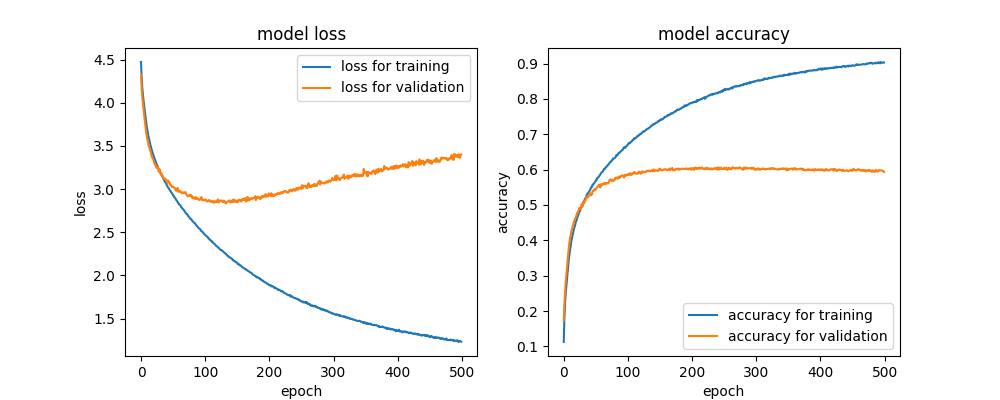 model loss
4.5
4.0
3.5
3.0
2.5
2.0
1.5
loss
loss for training
loss for validation
0 100 200 300 400 500
epoch
model accuracy
0.9
0.8
0.7
0.6
0.5
0.4
0.3
0.2
0.1
accuracy
accuracy for training
accuracy for validation
0 100 200 300 400 500
epoch